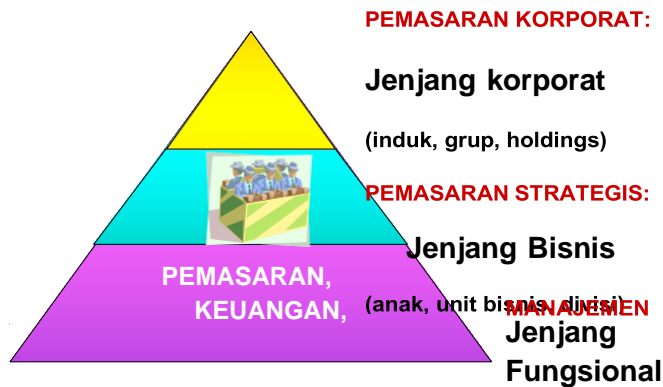 PEMASARAN KORPORAT:
Jenjang korporat
(induk, grup, holdings)
PEMASARAN STRATEGIS:
Jenjang Bisnis
(anak, unit bisnis, divisi)
PEMASARAN,
KEUANGAN,
MANAJEMEN
Jenjang
Fungsional